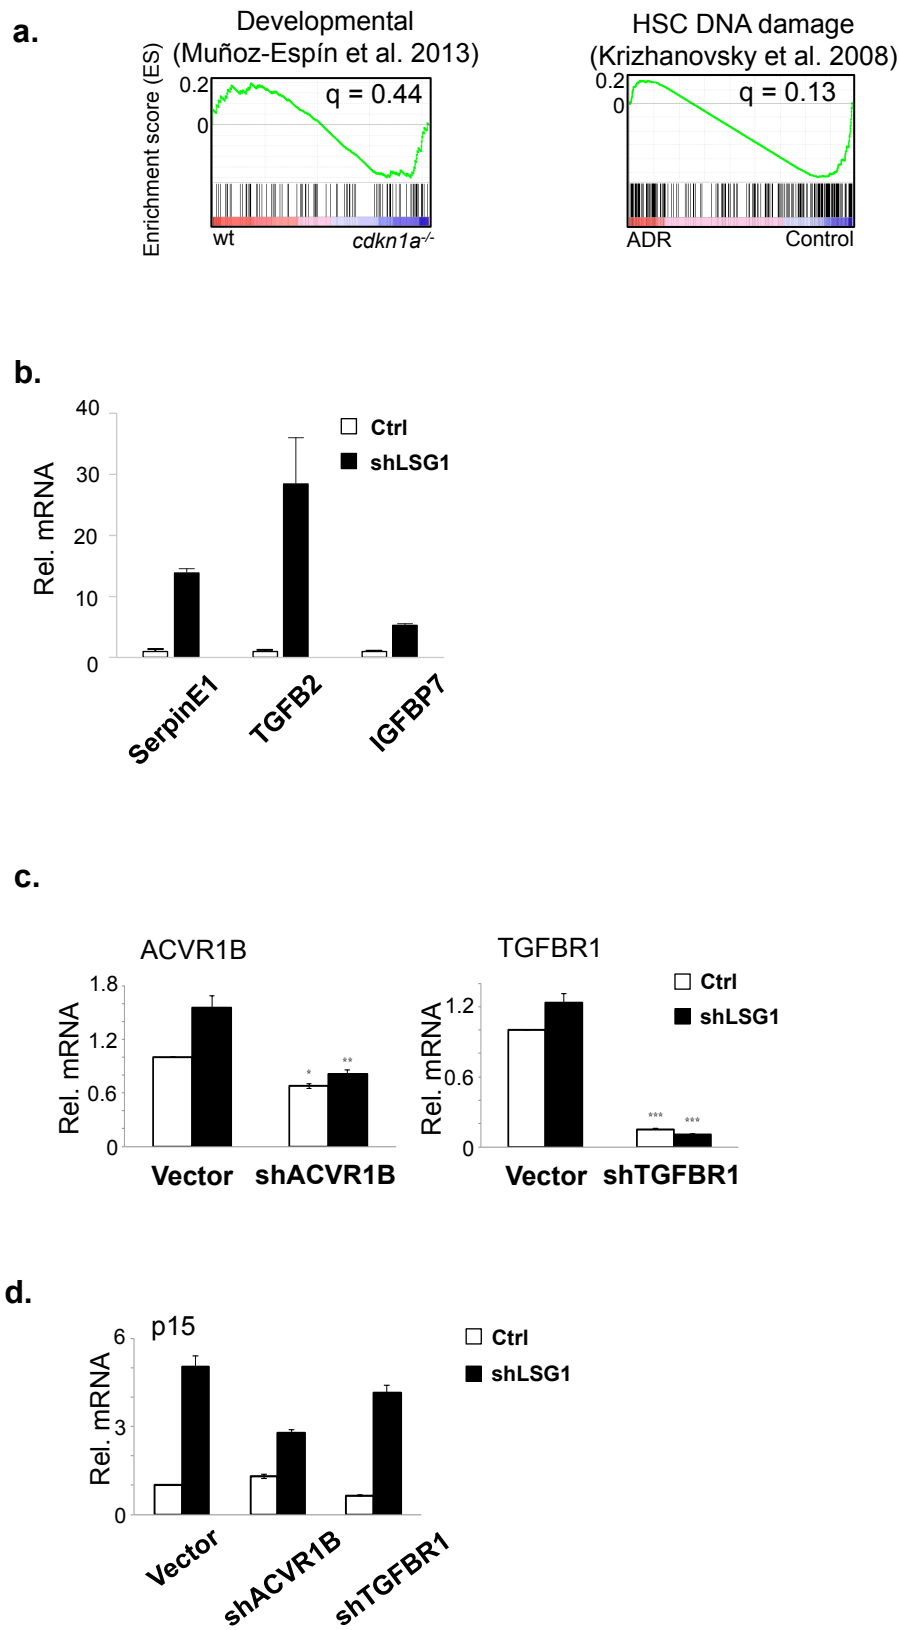 a.
Developmental
(Muñoz-Espín et al. 2013)
HSC DNA damage
(Krizhanovsky et al. 2008)
Enrichment score (ES)
0.2
0
q = 0.44
wt
cdkn1a-/-
0.2
0
q = 0.13
ADR
Control
b.
Rel. mRNA
40
30
20
10
0
Ctrl
shLSG1
SerpinE1
TGFB2
IGFBP7
c.
ACVR1B
Rel. mRNA
1.8
1.2
0.6
0
*
**
Vector
shACVR1B
TGFBR1
Rel. mRNA
1.2
0.6
0
***
***
Vector
shTGFBR1
Ctrl
shLSG1
d.
p15
Rel. mRNA
6
3
0
Ctrl
shLSG1
Vector
shACVR1B
shTGFBR1